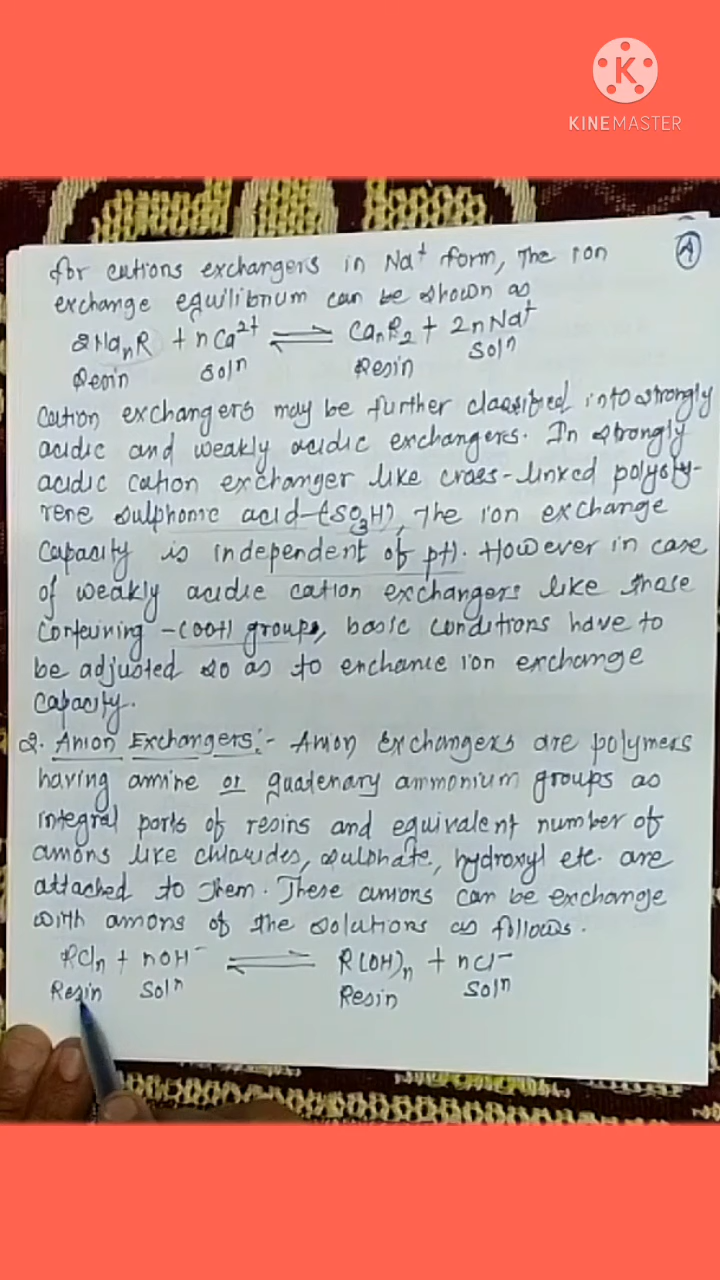 KINEMASTER
A
for cutions exchangers in Na⁺ form, The ion
exchange equilibrium can be shown as
2NaₙR + nCa²⁺ ⇌ CaₙR₂ + 2nNa⁺
Resin Solⁿ Resin Solⁿ
Cation exchangers may be further classified into strongly
acidic and weakly acidic exchangers. In strongly
acidic cation exchanger like cross-linked polysty-
rene sulphonic acid-(SO₃H), The ion exchange
capacity is independent of pH. However in case
of weakly acidic cation exchangers like those
containing -COOH groups, basic conditions have to
be adjusted so as to enchance ion exchange
capacity.
2. Anion Exchangers:- Anion exchangers are polymers
having amine or quatenary ammonium groups as
integral parts of resins and equivalent number of
anions like chlorides, sulphate, hydroxyl etc. are
attached to them. These anions can be exchange
with anions of the solutions as follows.
RClₙ + nOH⁻ ⇌ R(OH)ₙ + nCl⁻
Resin Solⁿ Resin Solⁿ